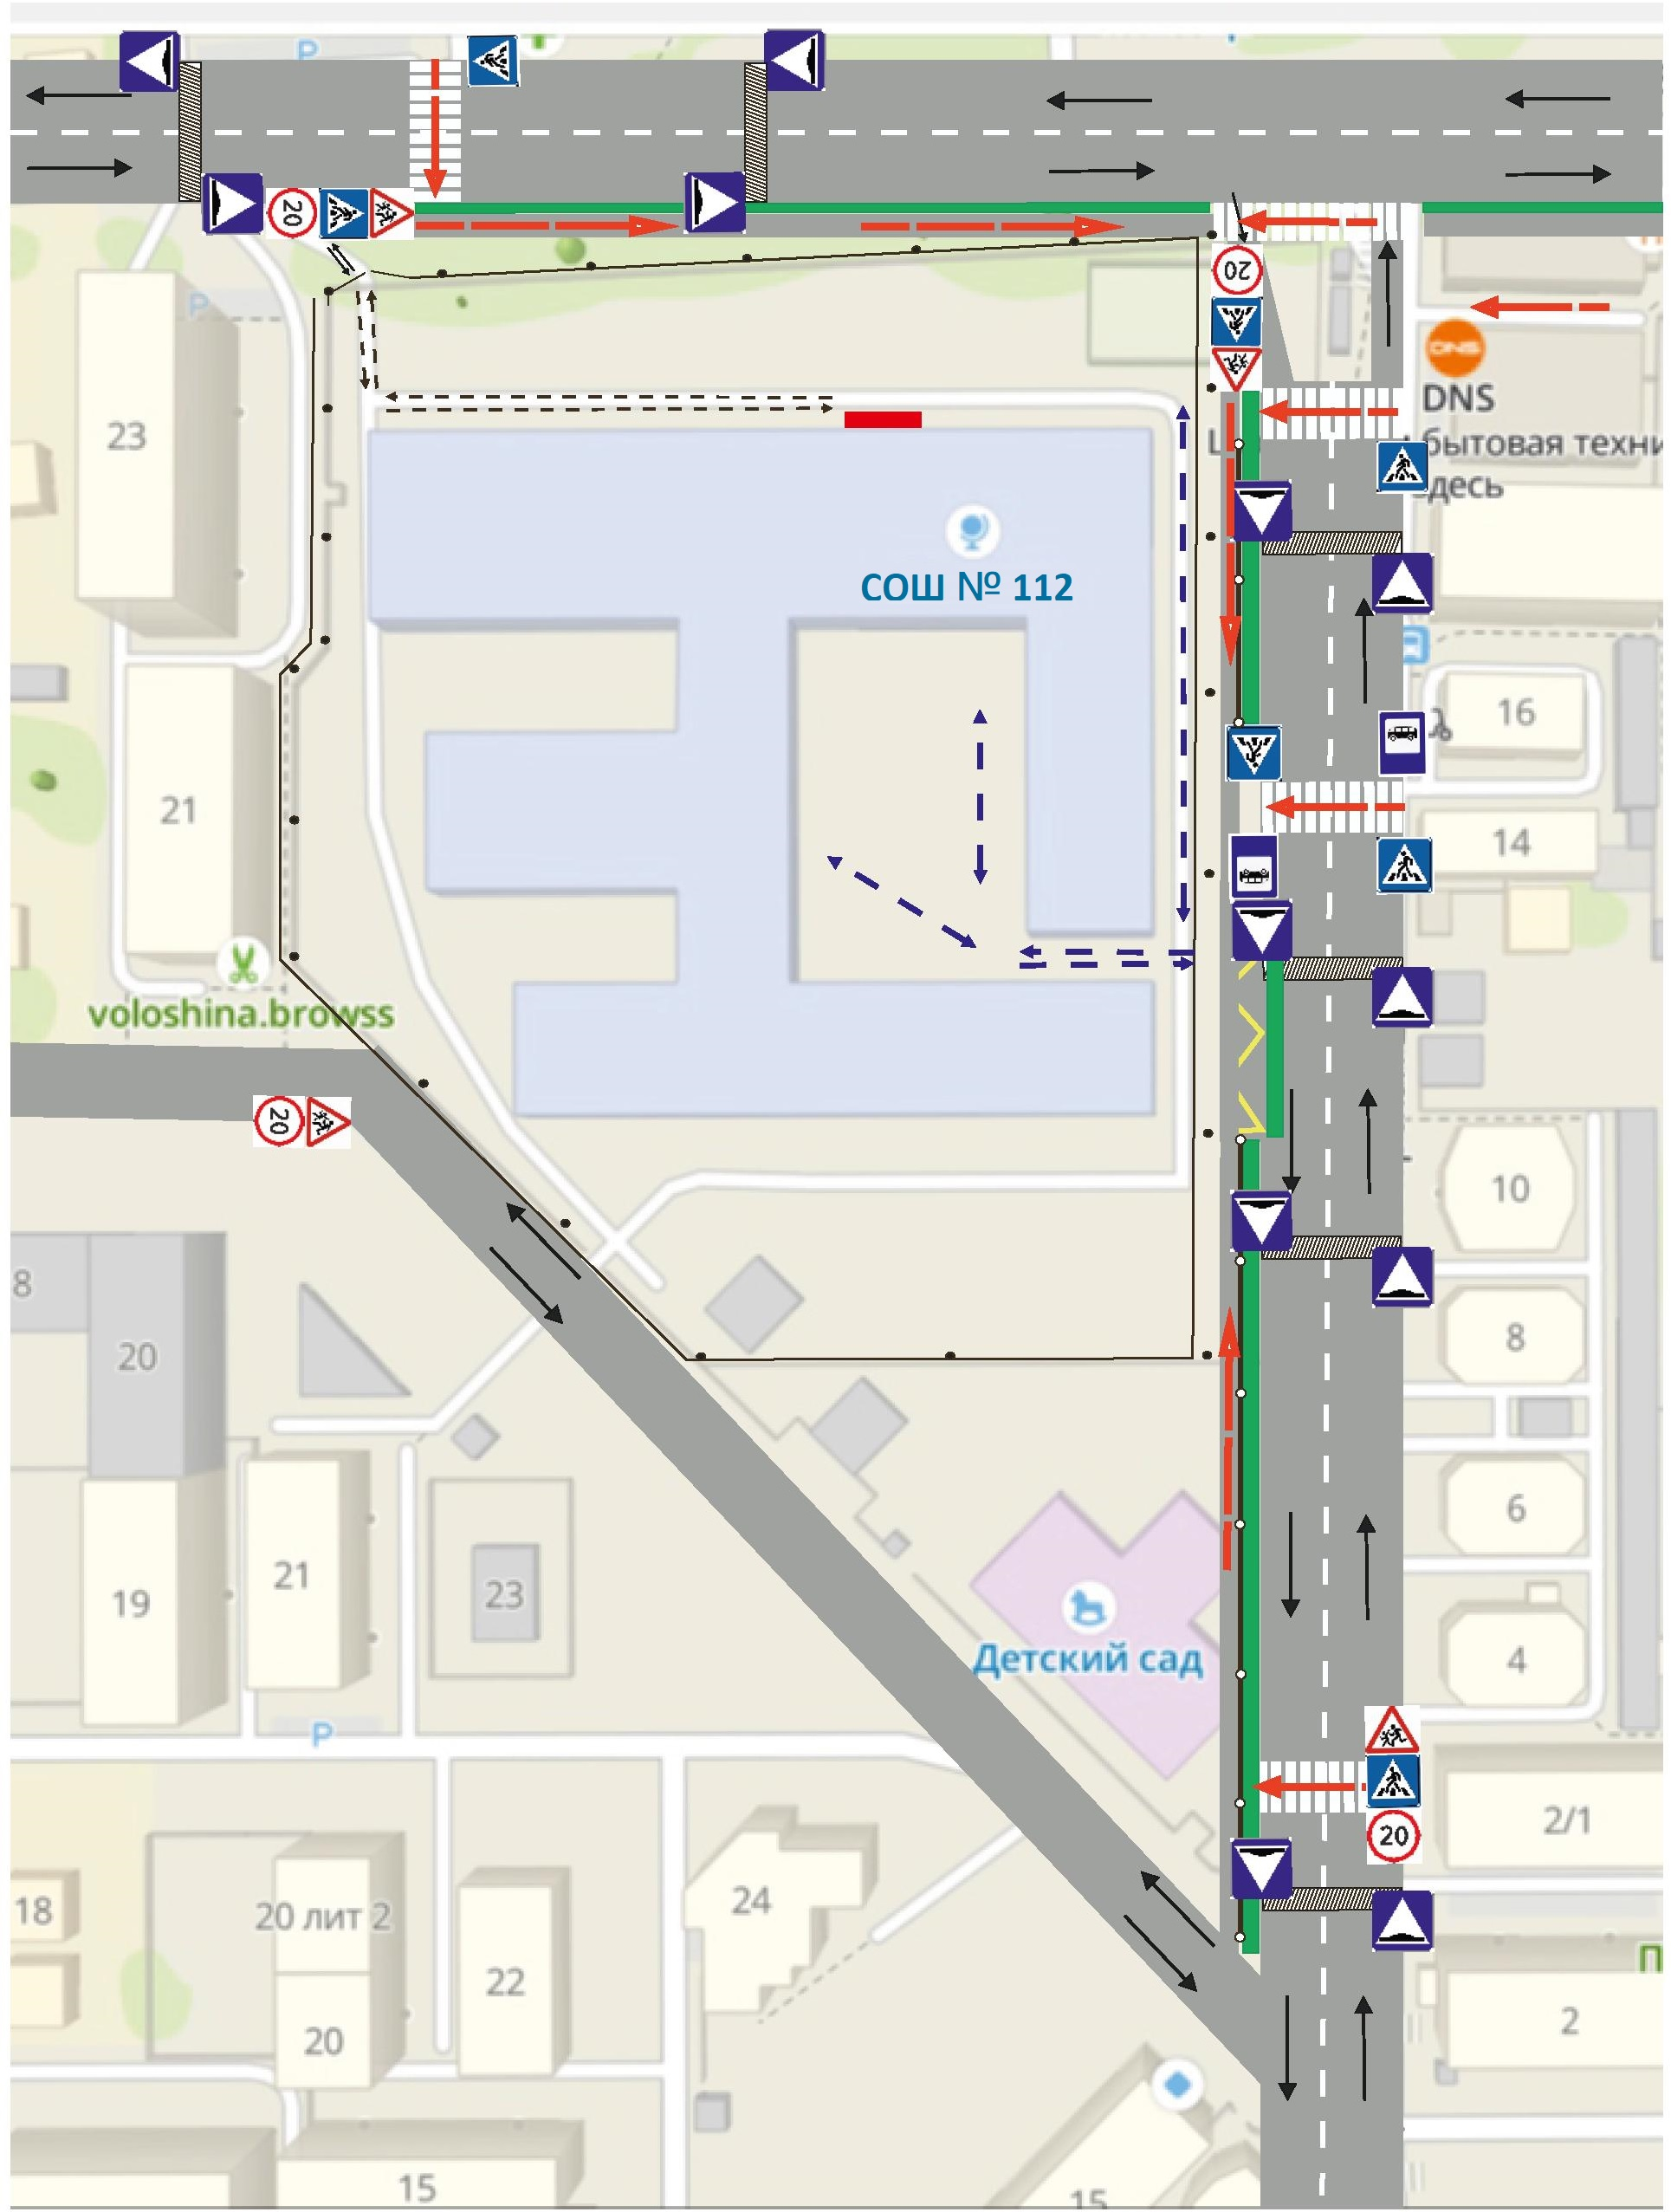 P
20
20
P
23
DNS
DNS
бытовая техни
здесь
СОШ № 112
16
21
14
voloshina.browss
20
10
8
8
20
6
21
23
19
4
Детский сад
P
2/1
20
24
18
20 лит 2
22
2
20
15
15